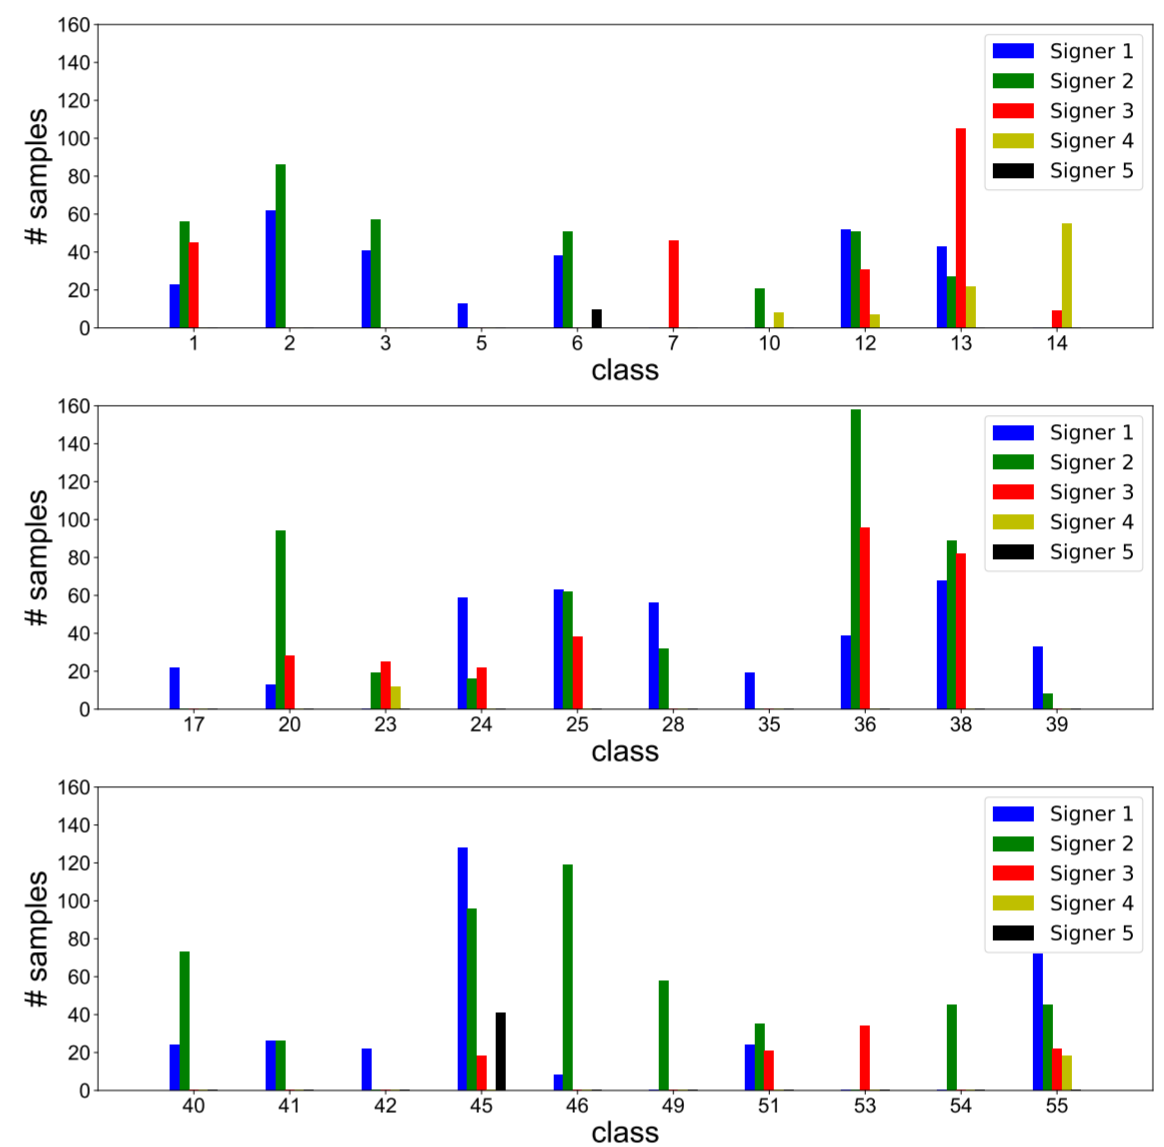 160
140
120
100
80
60
40
20
0
# samples
Signer 1
Signer 2
Signer 3
Signer 4
Signer 5
1 2 3 5 6 7 10 12 13 14
class
160
140
120
100
80
60
40
20
0
# samples
Signer 1
Signer 2
Signer 3
Signer 4
Signer 5
17 20 23 24 25 28 35 36 38 39
class
160
140
120
100
80
60
40
20
0
# samples
Signer 1
Signer 2
Signer 3
Signer 4
Signer 5
40 41 42 45 46 49 51 53 54 55
class